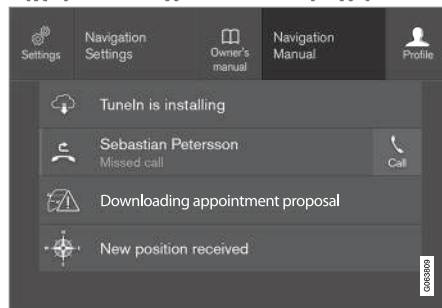 Settings
Navigation
Settings
Owner's
manual
Navigation
Manual
Profile
TuneIn is installing
Sebastian Petersson
Missed call
Call
Downloading appointment proposal
New position received
G063809